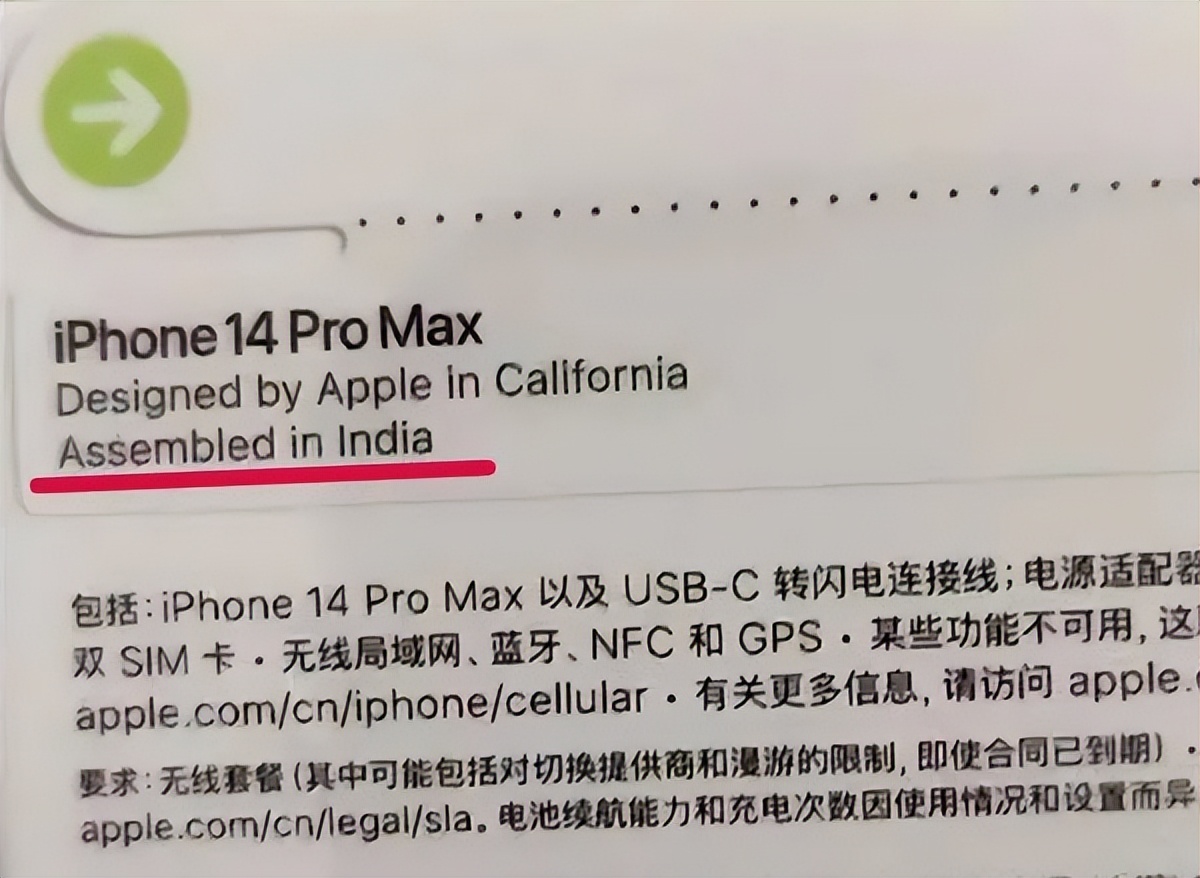 iPhone 14 Pro Max
Designed by Apple in California
Assembled in India
包括：iPhone 14 Pro Max 以及 USB-C 转闪电连接线；电源适配器
双 SIM 卡・无线局域网、蓝牙、NFC 和 GPS・某些功能不可用，这
apple.com/cn/iphone/cellular・有关更多信息，请访问 apple.
要求：无线套餐（其中可能包括对切换提供商和漫游的限制，即使合同已到期）・
apple.com/cn/legal/sla。电池续航能力和充电次数因使用情况和设置而异